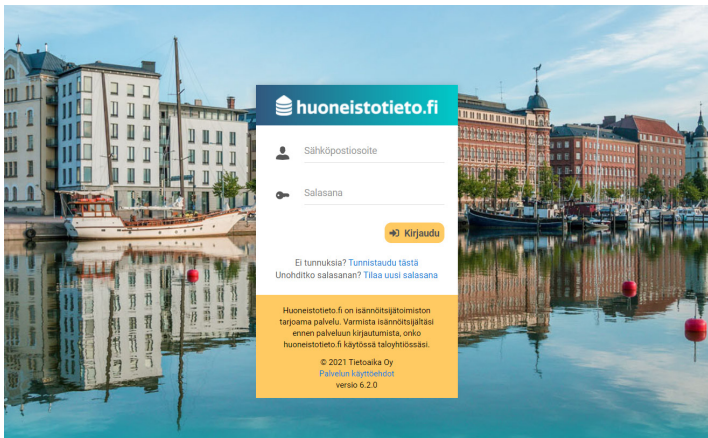 huoneistotieto.fi
Sähköpostiosoite
Salasana
Kirjaudu
Ei tunnuksia? Tunnistaudu tästä
Unohditko salasanan? Tilaa uusi salasana
Huoneistotieto.fi on isännöitsijätoimiston
tarjoama palvelu. Varmista isännöitsijältäsi
ennen palveluun kirjautumista, onko
huoneistotieto.fi käytössä taloyhtiössäsi.
© 2021 Tietoaika Oy
Palvelun käyttöehdot
versio 6.2.0